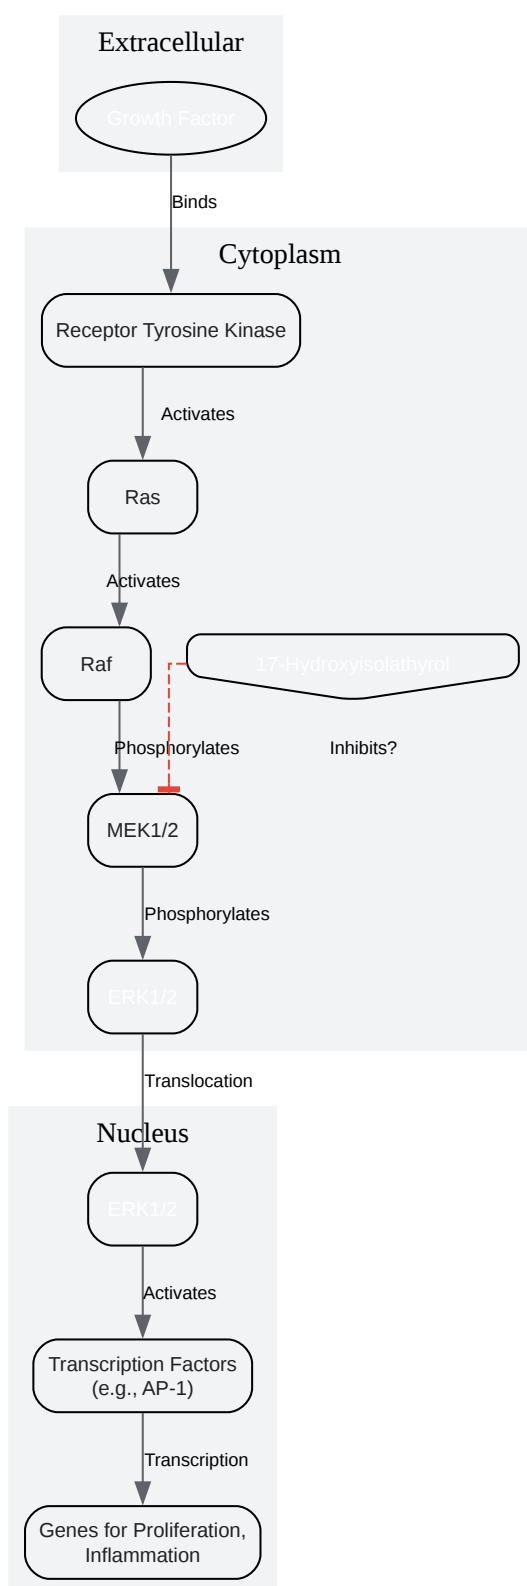 Extracellular
Growth Factor
Binds
Cytoplasm
Receptor Tyrosine Kinase
Activates
Ras
Activates
Raf
17-Hydroxyisolathyrol
Phosphorylates
Inhibits?
MEK1/2
Phosphorylates
ERK1/2
Translocation
Nucleus
ERK1/2
Activates
Transcription Factors
(e.g., AP-1)
Transcription
Genes for Proliferation,
Inflammation